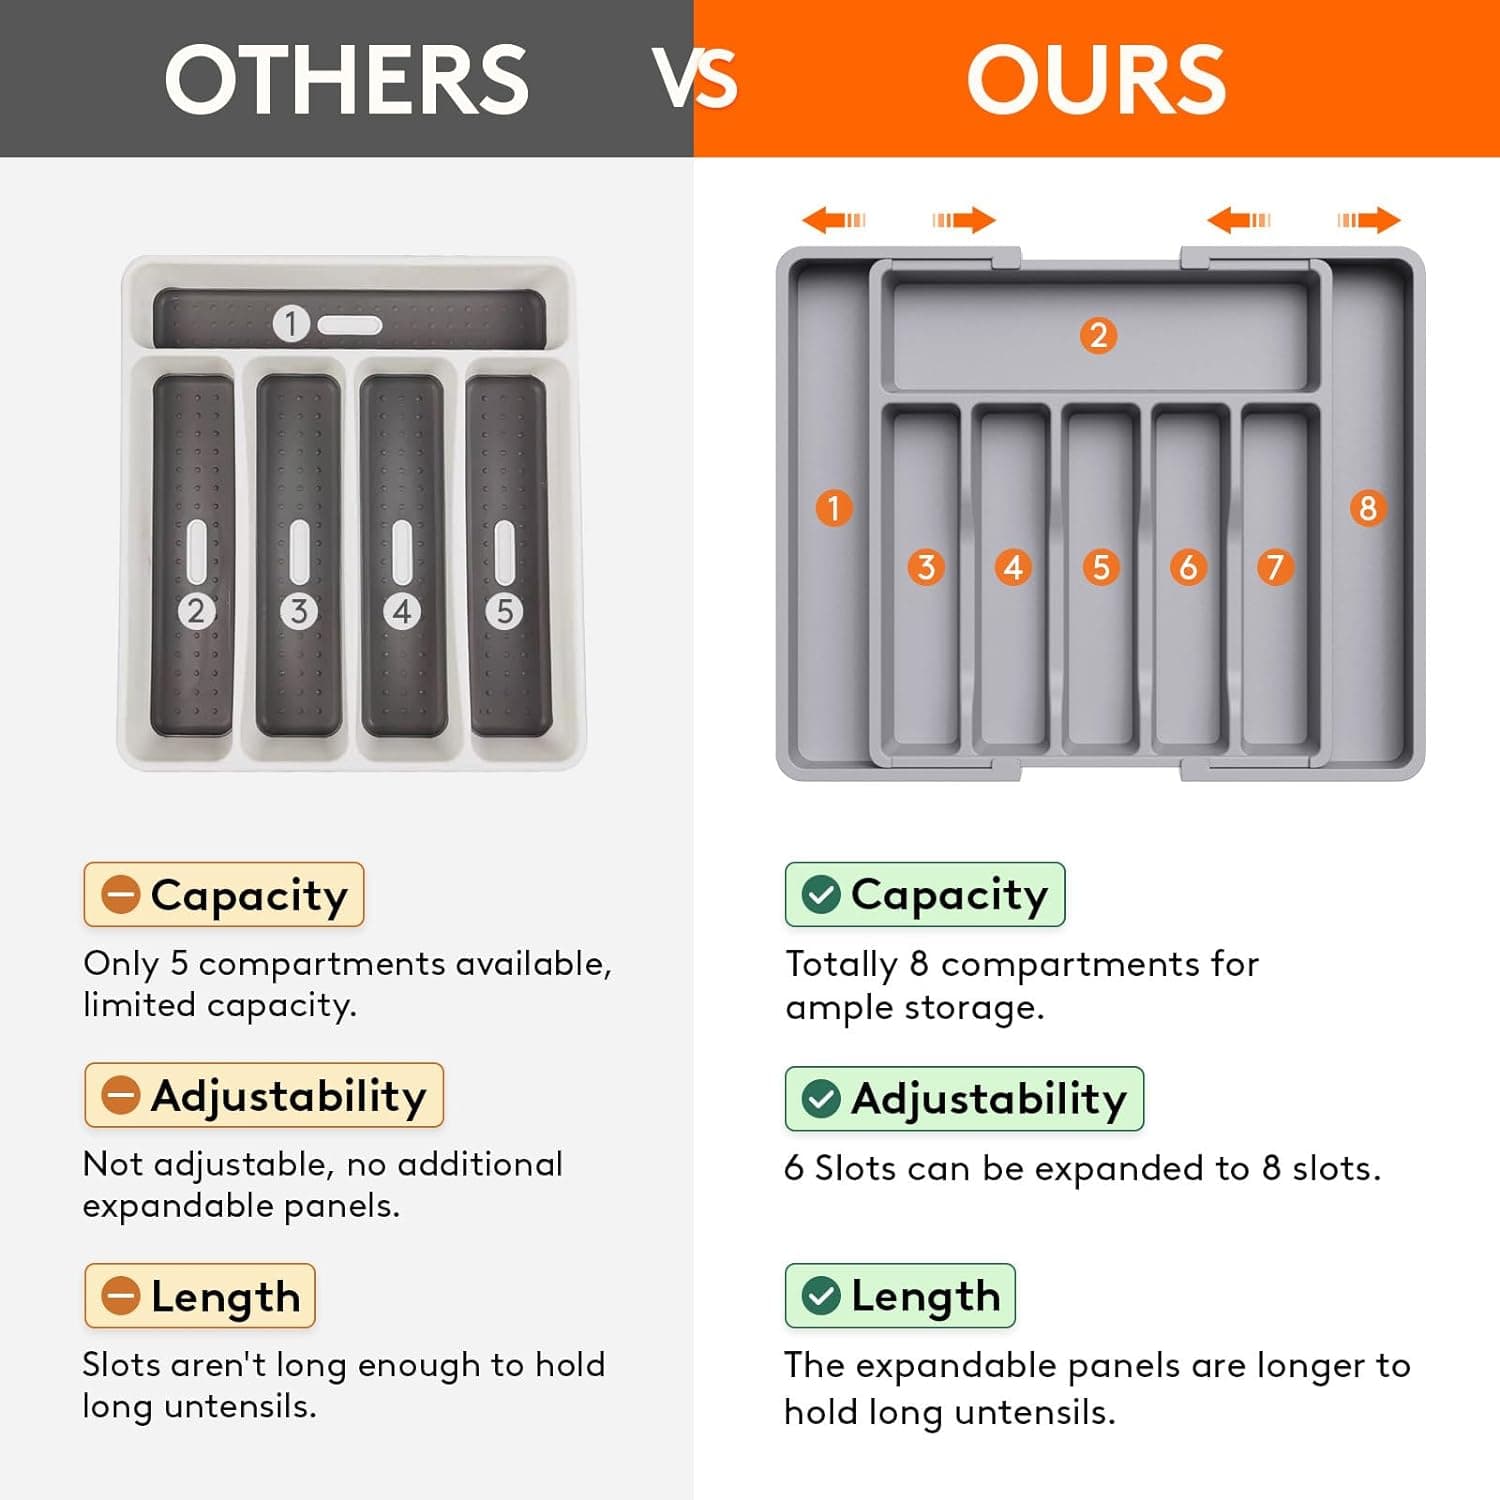 OTHERS VS OURS
1
2
3
4
5
1
2
3
4
5
6
7
8
Capacity
Only 5 compartments available,
limited capacity.
Adjustability
Not adjustable, no additional
expandable panels.
Length
Slots aren't long enough to hold
long untensils.
Capacity
Totally 8 compartments for
ample storage.
Adjustability
6 Slots can be expanded to 8 slots.
Length
The expandable panels are longer to
hold long untensils.